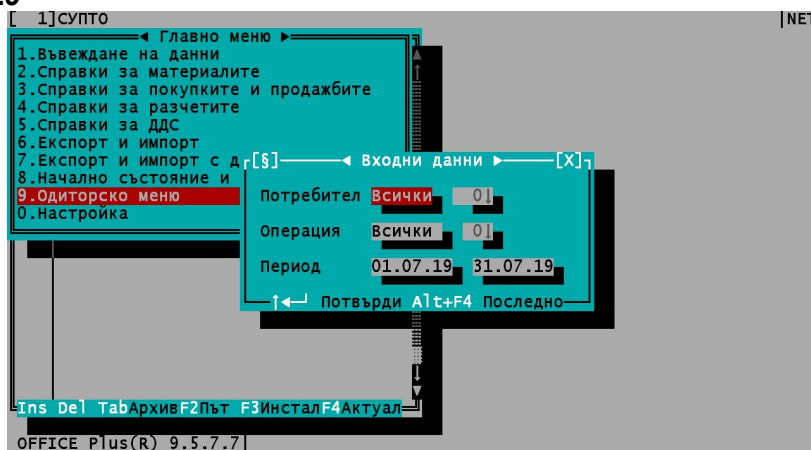 [ 1]СУПТО |NET
◄ Главно меню ►
1.Въвеждане на данни
2.Справки за материалите
3.Справки за покупките и продажбите
4.Справки за разчетите
5.Справки за ДДС
6.Експорт и импорт
7.Експорт и импорт с д
8.Начално състояние и
9.Одиторско меню
0.Настройка
[§] ◄ Входни данни ► [X]
Потребител Всички 0↓
Операция Всички 0↓
Период 01.07.19 31.07.19
↑◄┘ Потвърди Alt+F4 Последно
Ins Del TabАрхивF2Път F3ИнсталF4Актуал
OFFICE Plus(R) 9.5.7.7|